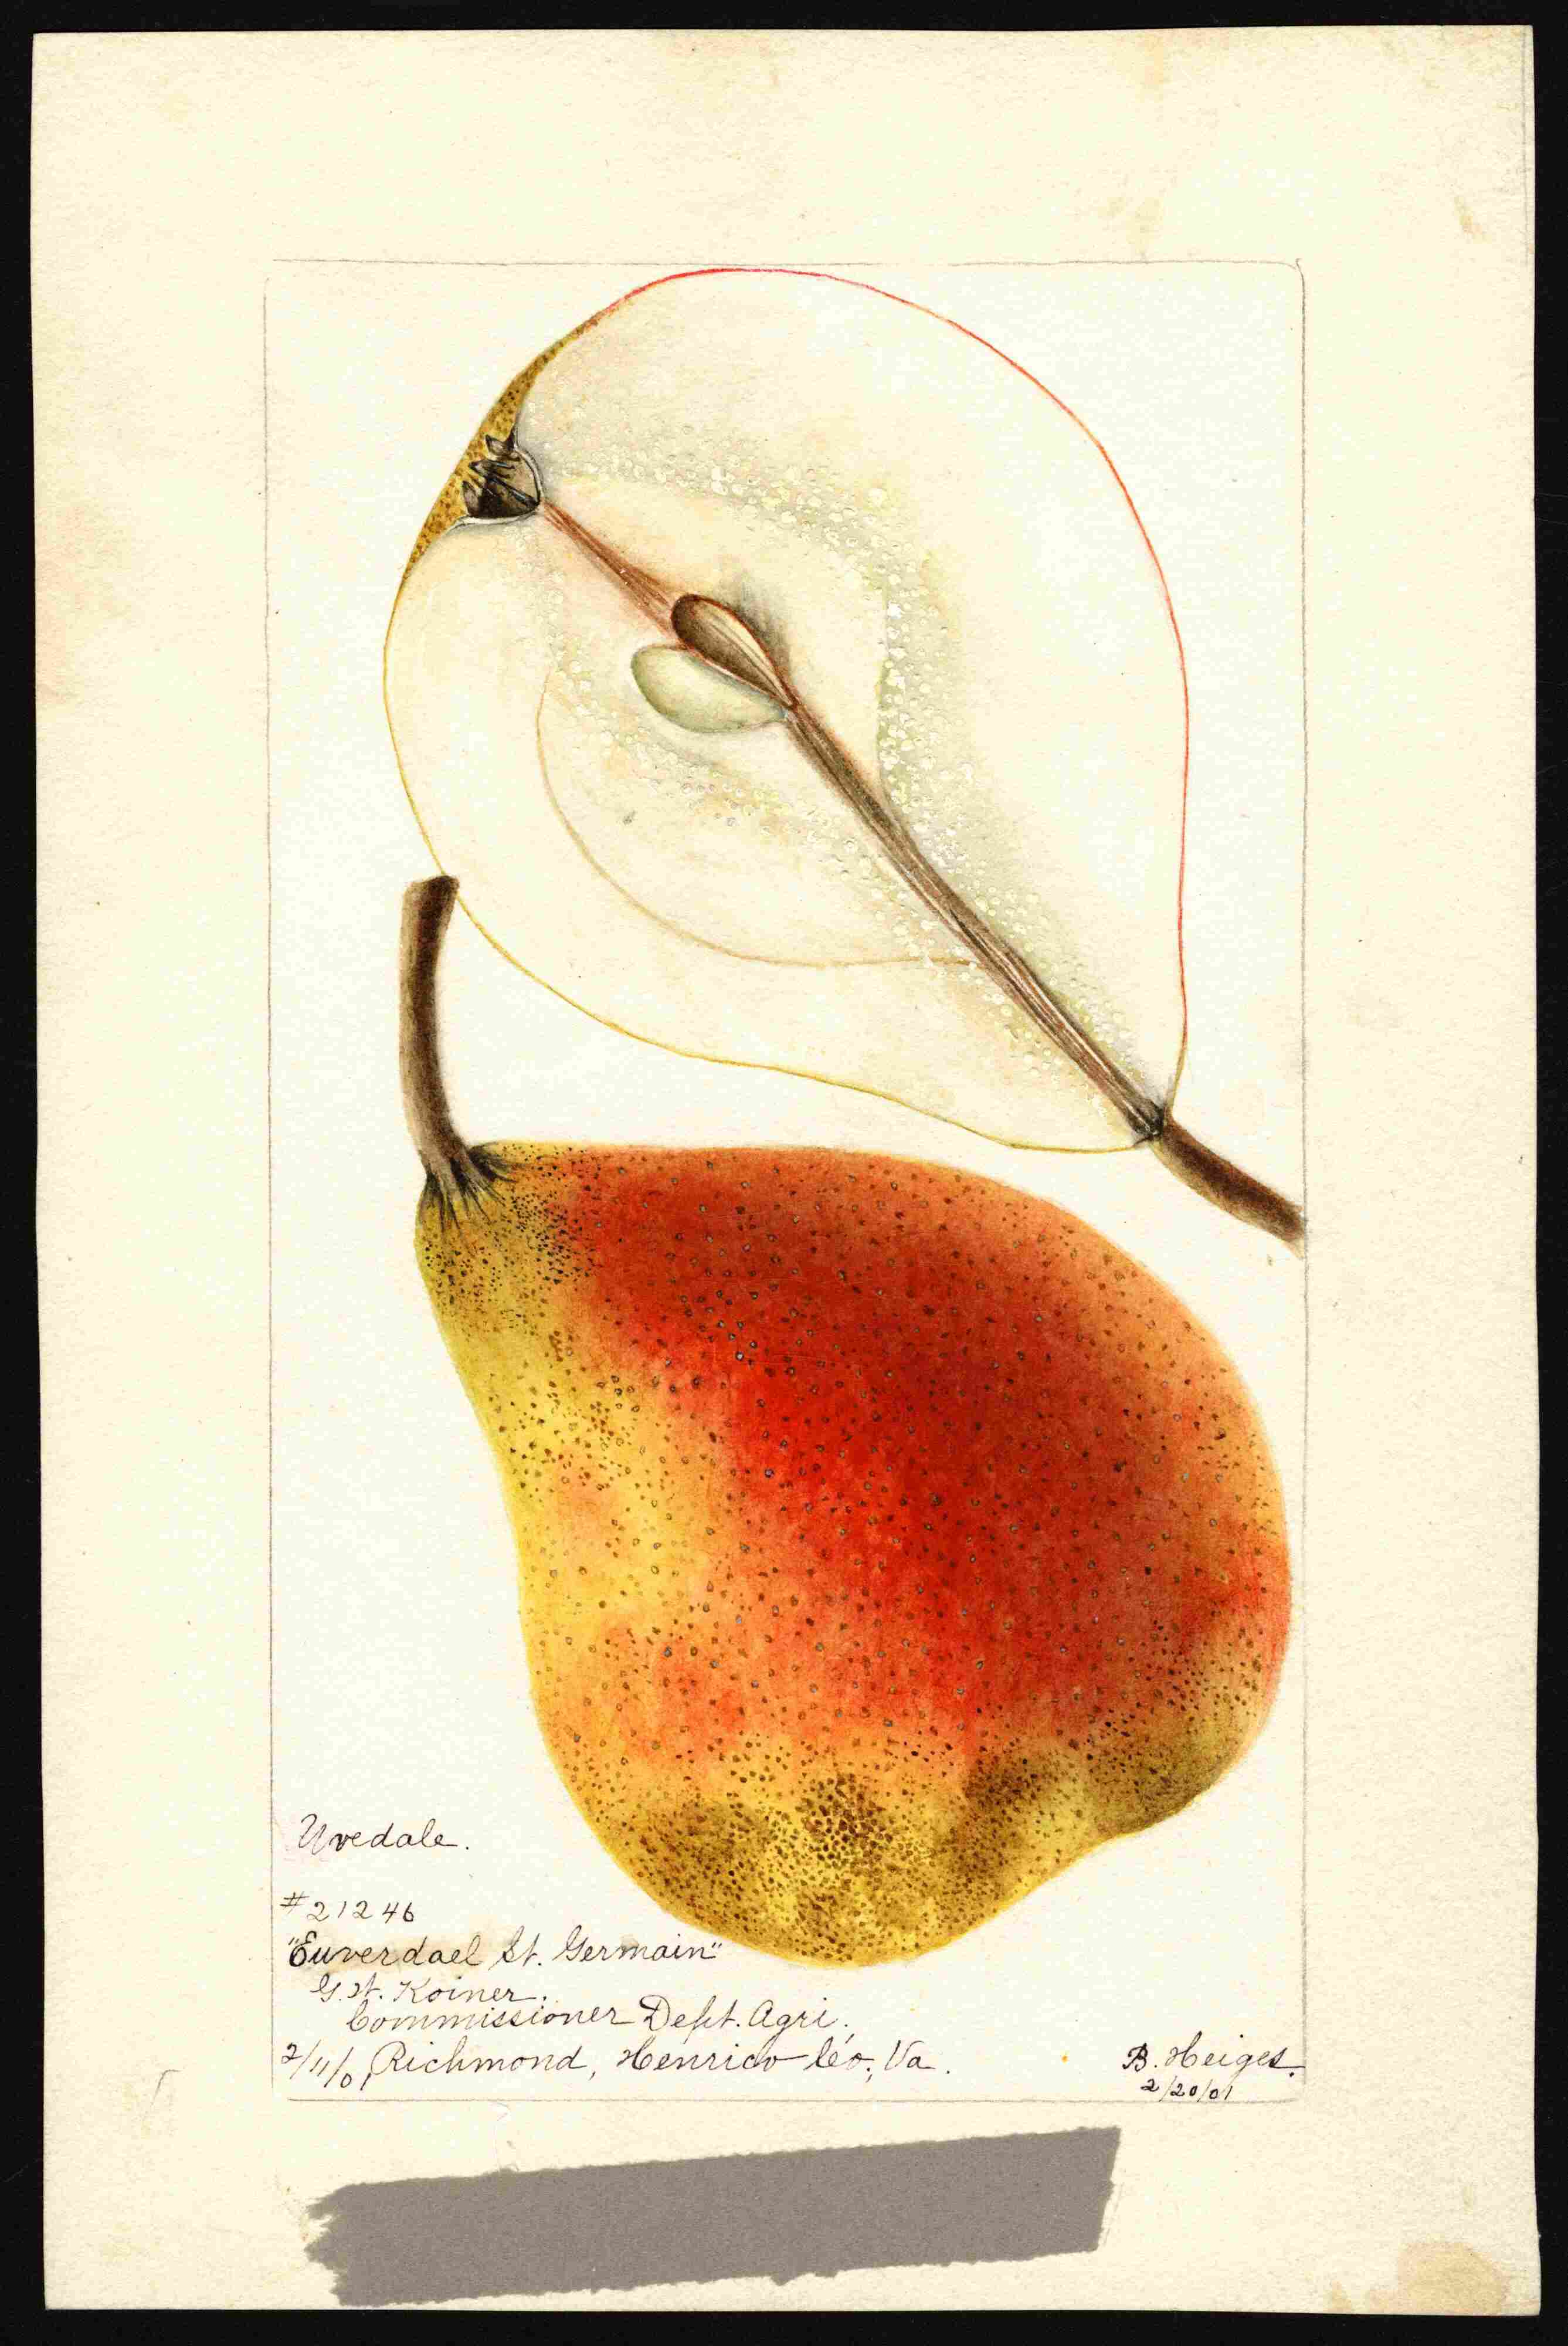 Uvedale.
#21246
"Euverdael St. Germain"
G. W. Koiner.
Commissioner Dept. Agri.
2/11/01 Richmond, Henrico Co., Va.
B. Heiges.
2/20/01